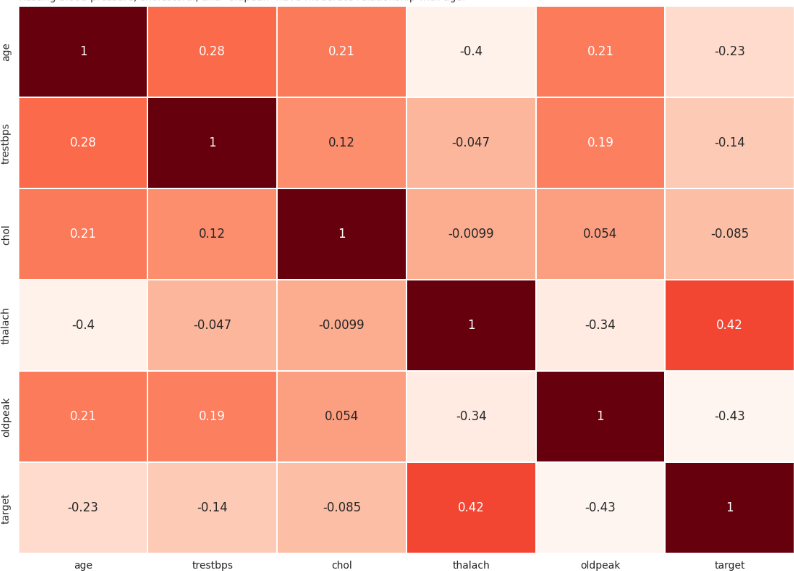 age 1 0.28 0.21 -0.4 0.21 -0.23
trestbps 0.28 1 0.12 -0.047 0.19 -0.14
chol 0.21 0.12 1 -0.0099 0.054 -0.085
thalach -0.4 -0.047 -0.0099 1 -0.34 0.42
oldpeak 0.21 0.19 0.054 -0.34 1 -0.43
target -0.23 -0.14 -0.085 0.42 -0.43 1
age trestbps chol thalach oldpeak target